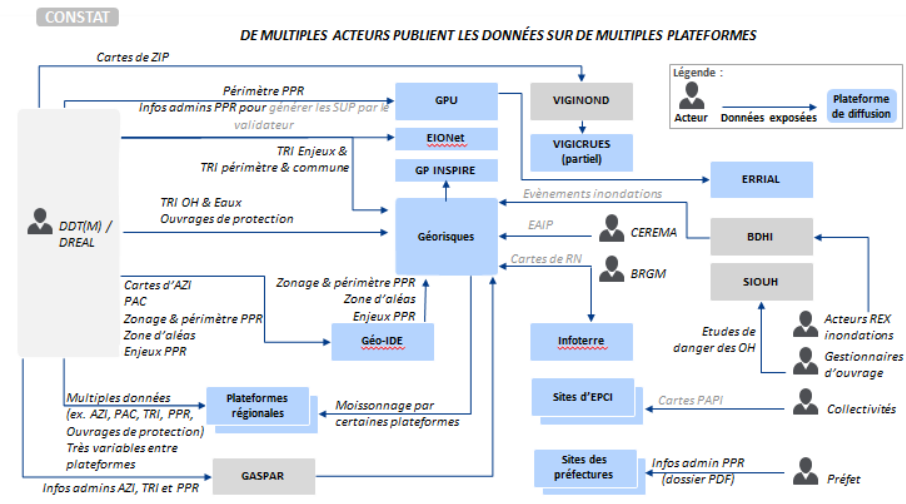 CONSTAT
DE MULTIPLES ACTEURS PUBLIENT LES DONNÉES SUR DE MULTIPLES PLATEFORMES
Cartes de ZIP
Légende :
Acteur
Données exposées
Plateforme
de diffusion
Périmètre PPR
Infos admins PPR pour générer les SUP par le
validateur
GPU
VIGINOND
EIONet
VIGICRUES
(partiel)
TRI Enjeux &
TRI périmètre & commune
GP INSPIRE
ERRIAL
Evènements inondations
TRI OH & Eaux
Ouvrages de protection
DDT(M) /
DREAL
Géorisques
EAIP
CEREMA
BDHI
Cartes de RN
BRGM
SIOUH
Cartes d'AZI
PAC
Zonage & périmètre PPR
Zone d'aléas
Enjeux PPR
Zonage & périmètre PPR
Zone d'aléas
Enjeux PPR
Géo-IDE
Infoterre
Etudes de
danger des OH
Acteurs REX
inondations
Gestionnaires
d'ouvrage
Multiples données
(ex. AZI, PAC, TRI, PPR,
Ouvrages de protection)
Très variables entre
plateformes
Plateformes
régionales
Moissonnage par
certaines plateformes
Sites d'EPCI
Cartes PAPI
Collectivités
GASPAR
Infos admins AZI, TRI et PPR
Sites des
préfectures
Infos admin PPR
(dossier PDF)
Préfet